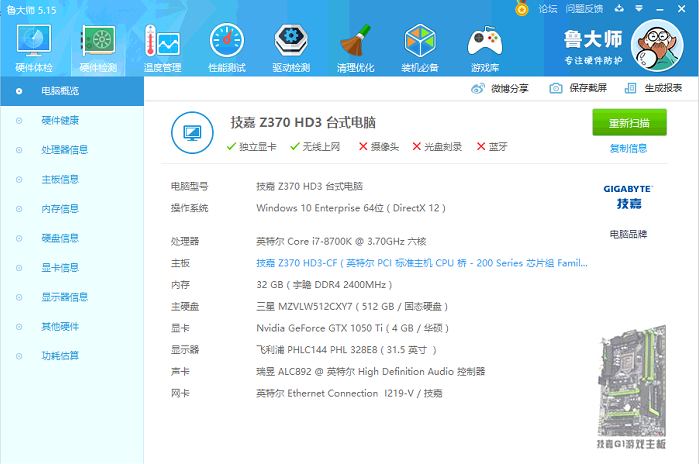 鲁大师 5.15
论坛 问题反馈
硬件体检 硬件检测 温度管理 性能测试 驱动检测 清理优化 装机必备 游戏库
鲁大师
专注硬件防护
微博分享 保存截屏 生成报表
电脑概览
硬件健康
处理器信息
主板信息
内存信息
硬盘信息
显卡信息
显示器信息
其他硬件
功耗估算
技嘉 Z370 HD3 台式电脑
独立显卡 无线上网 摄像头 光盘刻录 蓝牙
重新扫描
复制信息
电脑型号 技嘉 Z370 HD3 台式电脑
操作系统 Windows 10 Enterprise 64位 ( DirectX 12 )
处理器 英特尔 Core i7-8700K @ 3.70GHz 六核
主板 技嘉 Z370 HD3-CF ( 英特尔 PCI 标准主机 CPU 桥 - 200 Series 芯片组 Famil...
内存 32 GB ( 宇瞻 DDR4 2400MHz )
主硬盘 三星 MZVLW512CXY7 ( 512 GB / 固态硬盘 )
显卡 Nvidia GeForce GTX 1050 Ti ( 4 GB / 华硕 )
显示器 飞利浦 PHLC144 PHL 328E8 ( 31.5 英寸 )
声卡 瑞昱 ALC892 @ 英特尔 High Definition Audio 控制器
网卡 英特尔 Ethernet Connection I219-V / 技嘉
GIGABYTE™
技嘉
电脑品牌
技嘉G1游戏主板